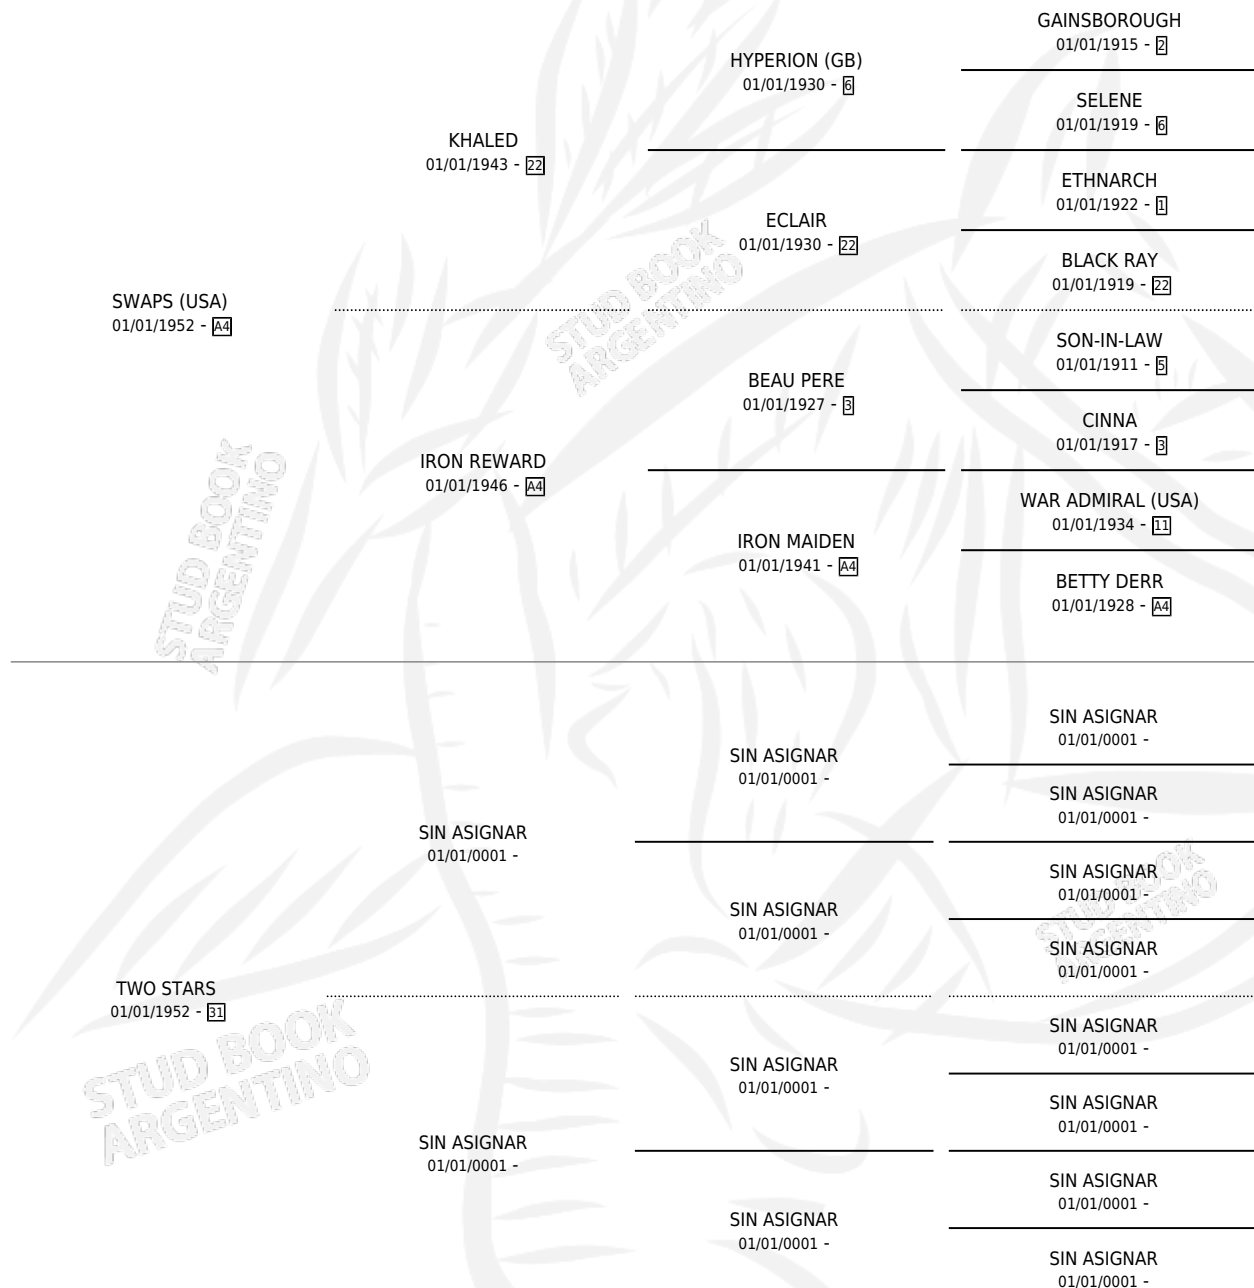 GAINSBOROUGH
01/01/1915 - 2
HYPERION (GB)
01/01/1930 - 6
SELENE
01/01/1919 - 6
KHALED
01/01/1943 - 22
ETHNARCH
01/01/1922 - 1
ECLAIR
01/01/1930 - 22
BLACK RAY
01/01/1919 - 22
SWAPS (USA)
01/01/1952 - A4
SON-IN-LAW
01/01/1911 - 5
BEAU PERE
01/01/1927 - 3
CINNA
01/01/1917 - 3
IRON REWARD
01/01/1946 - A4
WAR ADMIRAL (USA)
01/01/1934 - 11
IRON MAIDEN
01/01/1941 - A4
BETTY DERR
01/01/1928 - A4
STUD BOOK
ARGENTINO
STUD BOOK
ARGENTINO
SIN ASIGNAR
01/01/0001 -
SIN ASIGNAR
01/01/0001 -
SIN ASIGNAR
01/01/0001 -
SIN ASIGNAR
01/01/0001 -
SIN ASIGNAR
01/01/0001 -
SIN ASIGNAR
01/01/0001 -
SIN ASIGNAR
01/01/0001 -
TWO STARS
01/01/1952 - 31
SIN ASIGNAR
01/01/0001 -
SIN ASIGNAR
01/01/0001 -
SIN ASIGNAR
01/01/0001 -
SIN ASIGNAR
01/01/0001 -
SIN ASIGNAR
01/01/0001 -
SIN ASIGNAR
01/01/0001 -
SIN ASIGNAR
01/01/0001 -
STUD BOOK
ARGENTINO
STUD BOOK
ARGENTINO